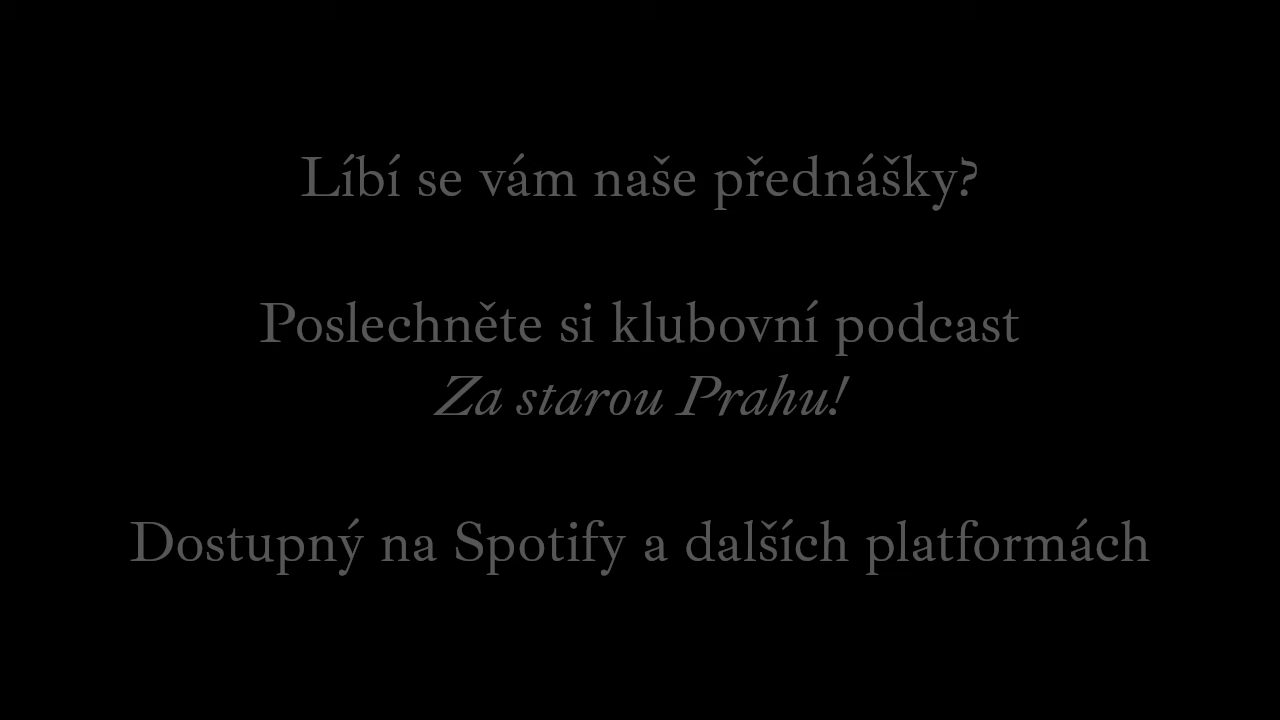 Líbí se vám naše přednášky?
Poslechněte si klubovní podcast
Za starou Prahu!
Dostupný na Spotify a dalších platformách